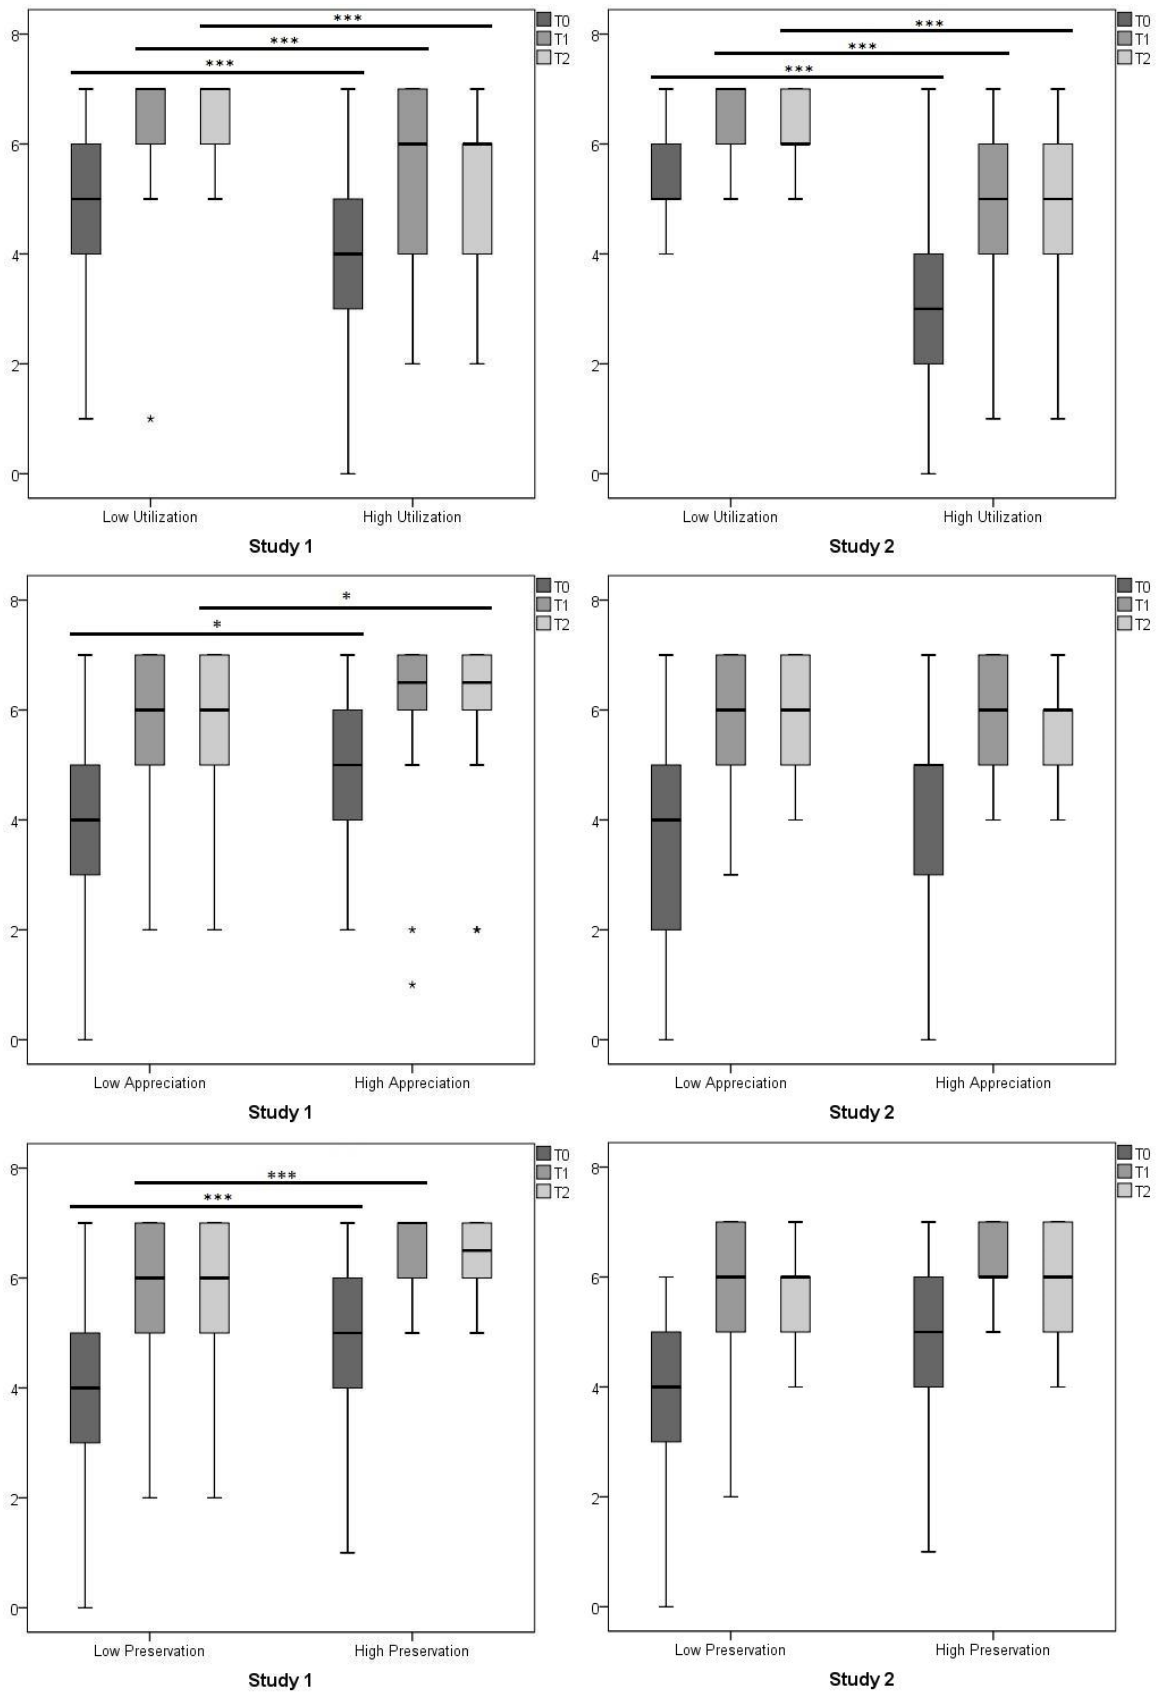 *** T0
8 *** T1
*** T2
6
4
2
* 
0
Low Utilization High Utilization
Study 1
*** T0
8 *** T1
*** T2
6
4
2
0
Low Utilization High Utilization
Study 2
T0
8 * T1
* T2
6
4
2 * *
*
0
Low Appreciation High Appreciation
Study 1
T0
8 T1
T2
6
4
2
0
Low Appreciation High Appreciation
Study 2
T0
8 *** T1
*** T2
6
4
2
0
Low Preservation High Preservation
Study 1
T0
8 T1
T2
6
4
2
0
Low Preservation High Preservation
Study 2